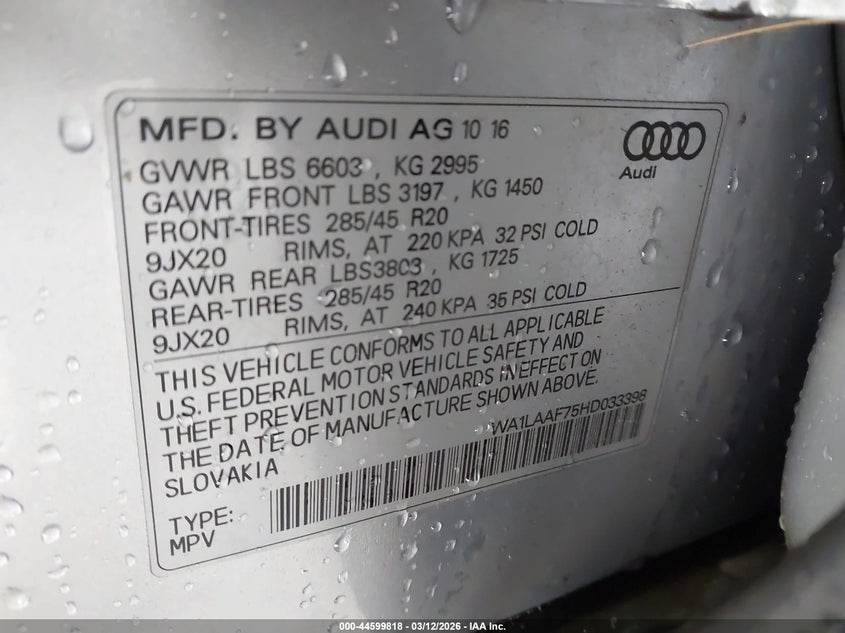 MFD. BY AUDI AG 10 16
Audi
GVWR LBS 6603 , KG 2995
GAWR FRONT LBS 3197 , KG 1450
FRONT-TIRES 285/45 R20
9JX20 RIMS, AT 220 KPA 32 PSI COLD
GAWR REAR LBS3803 , KG 1725
REAR-TIRES 285/45 R20
9JX20 RIMS, AT 240 KPA 35 PSI COLD
THIS VEHICLE CONFORMS TO ALL APPLICABLE
U.S. FEDERAL MOTOR VEHICLE SAFETY AND
THEFT PREVENTION STANDARDS IN EFFECT ON
THE DATE OF MANUFACTURE SHOWN ABOVE.
SLOVAKIA
WA1LAAF75HD033398
TYPE:
MPV
000-44599818 - 03/12/2026 - IAA Inc.